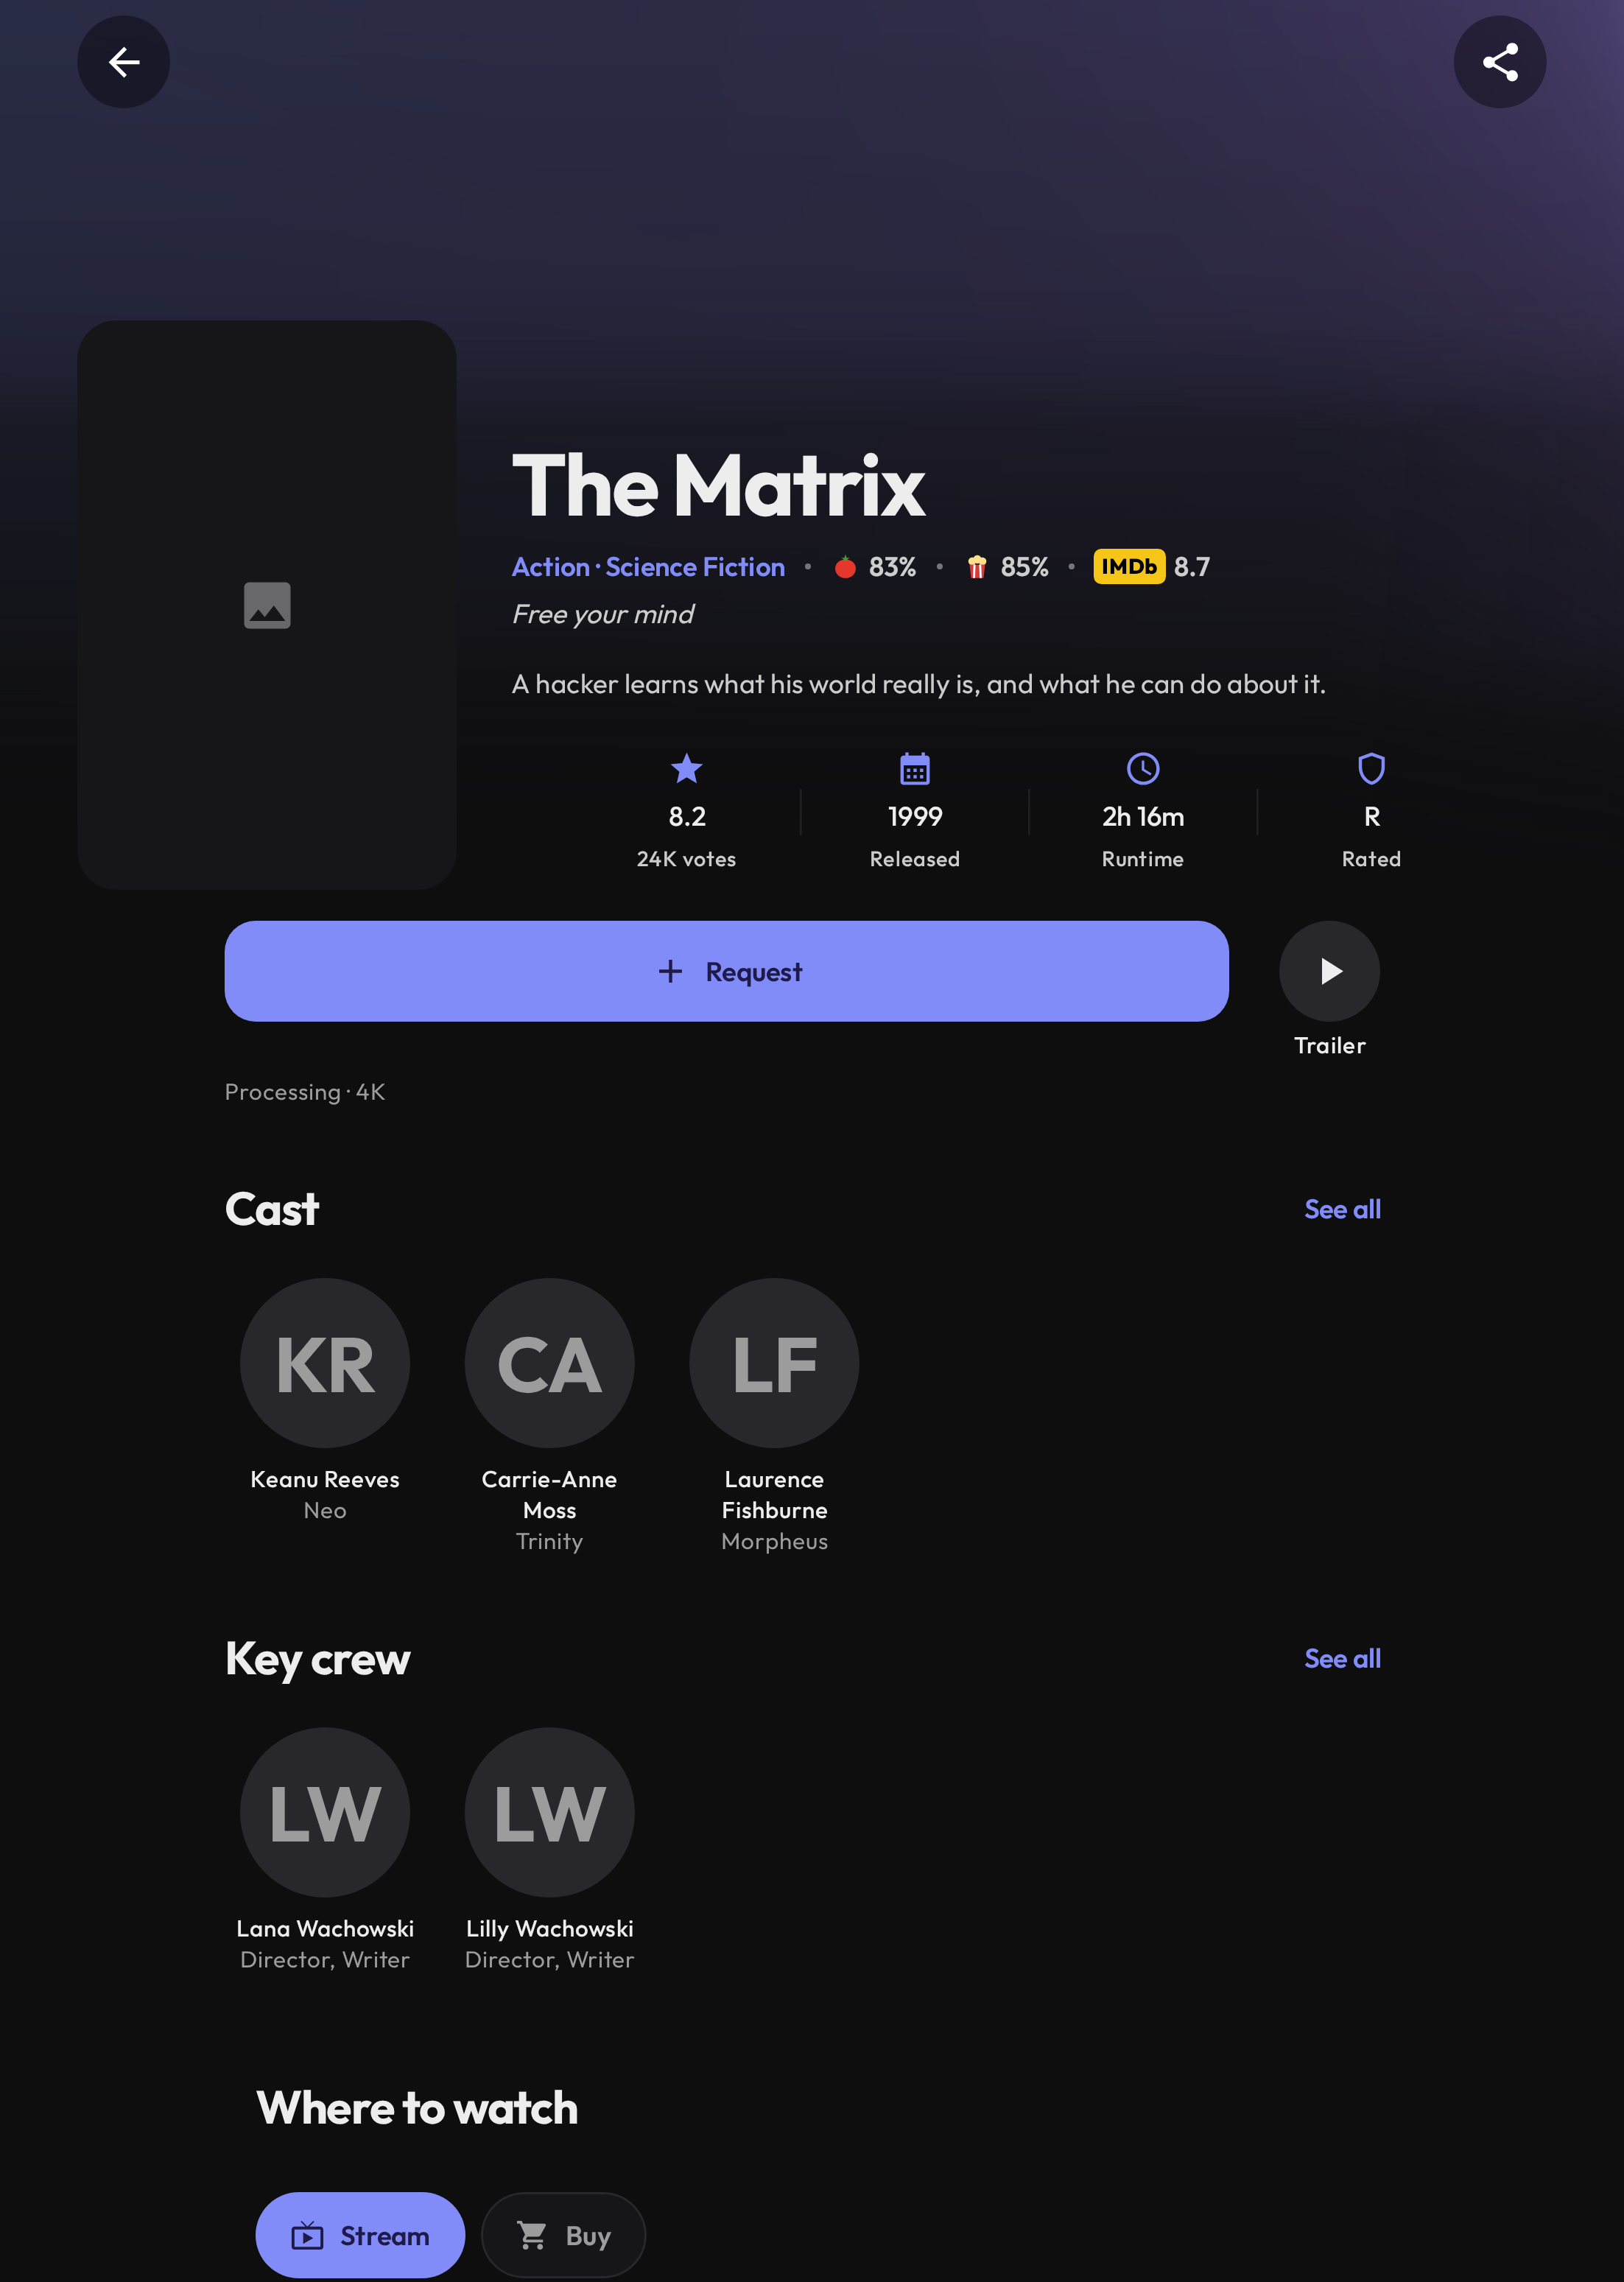 The Matrix
Action · Science Fiction • 83% • 85% • IMDb 8.7
Free your mind
A hacker learns what his world really is, and what he can do about it.
8.2 1999 2h 16m R
24K votes Released Runtime Rated
Request
Trailer
Processing · 4K
Cast See all
KR CA LF
Keanu Reeves Carrie-Anne Laurence
Neo Moss Fishburne
Trinity Morpheus
Key crew See all
LW LW
Lana Wachowski Lilly Wachowski
Director, Writer Director, Writer
Where to watch
Stream Buy